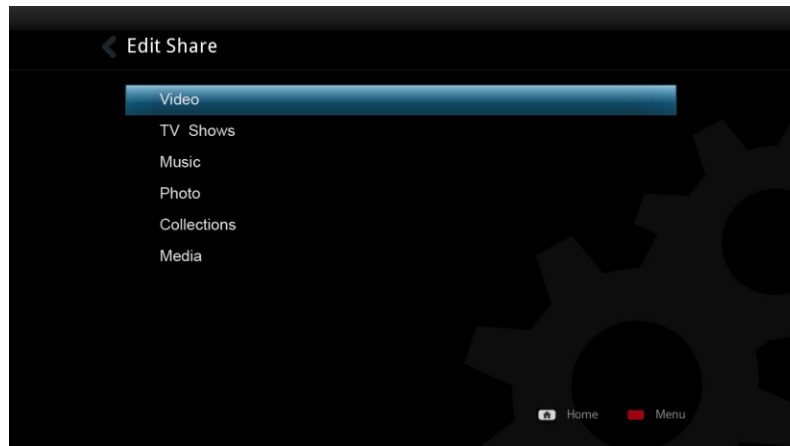 Edit Share
Video
TV Shows
Music
Photo
Collections
Media
Home Menu